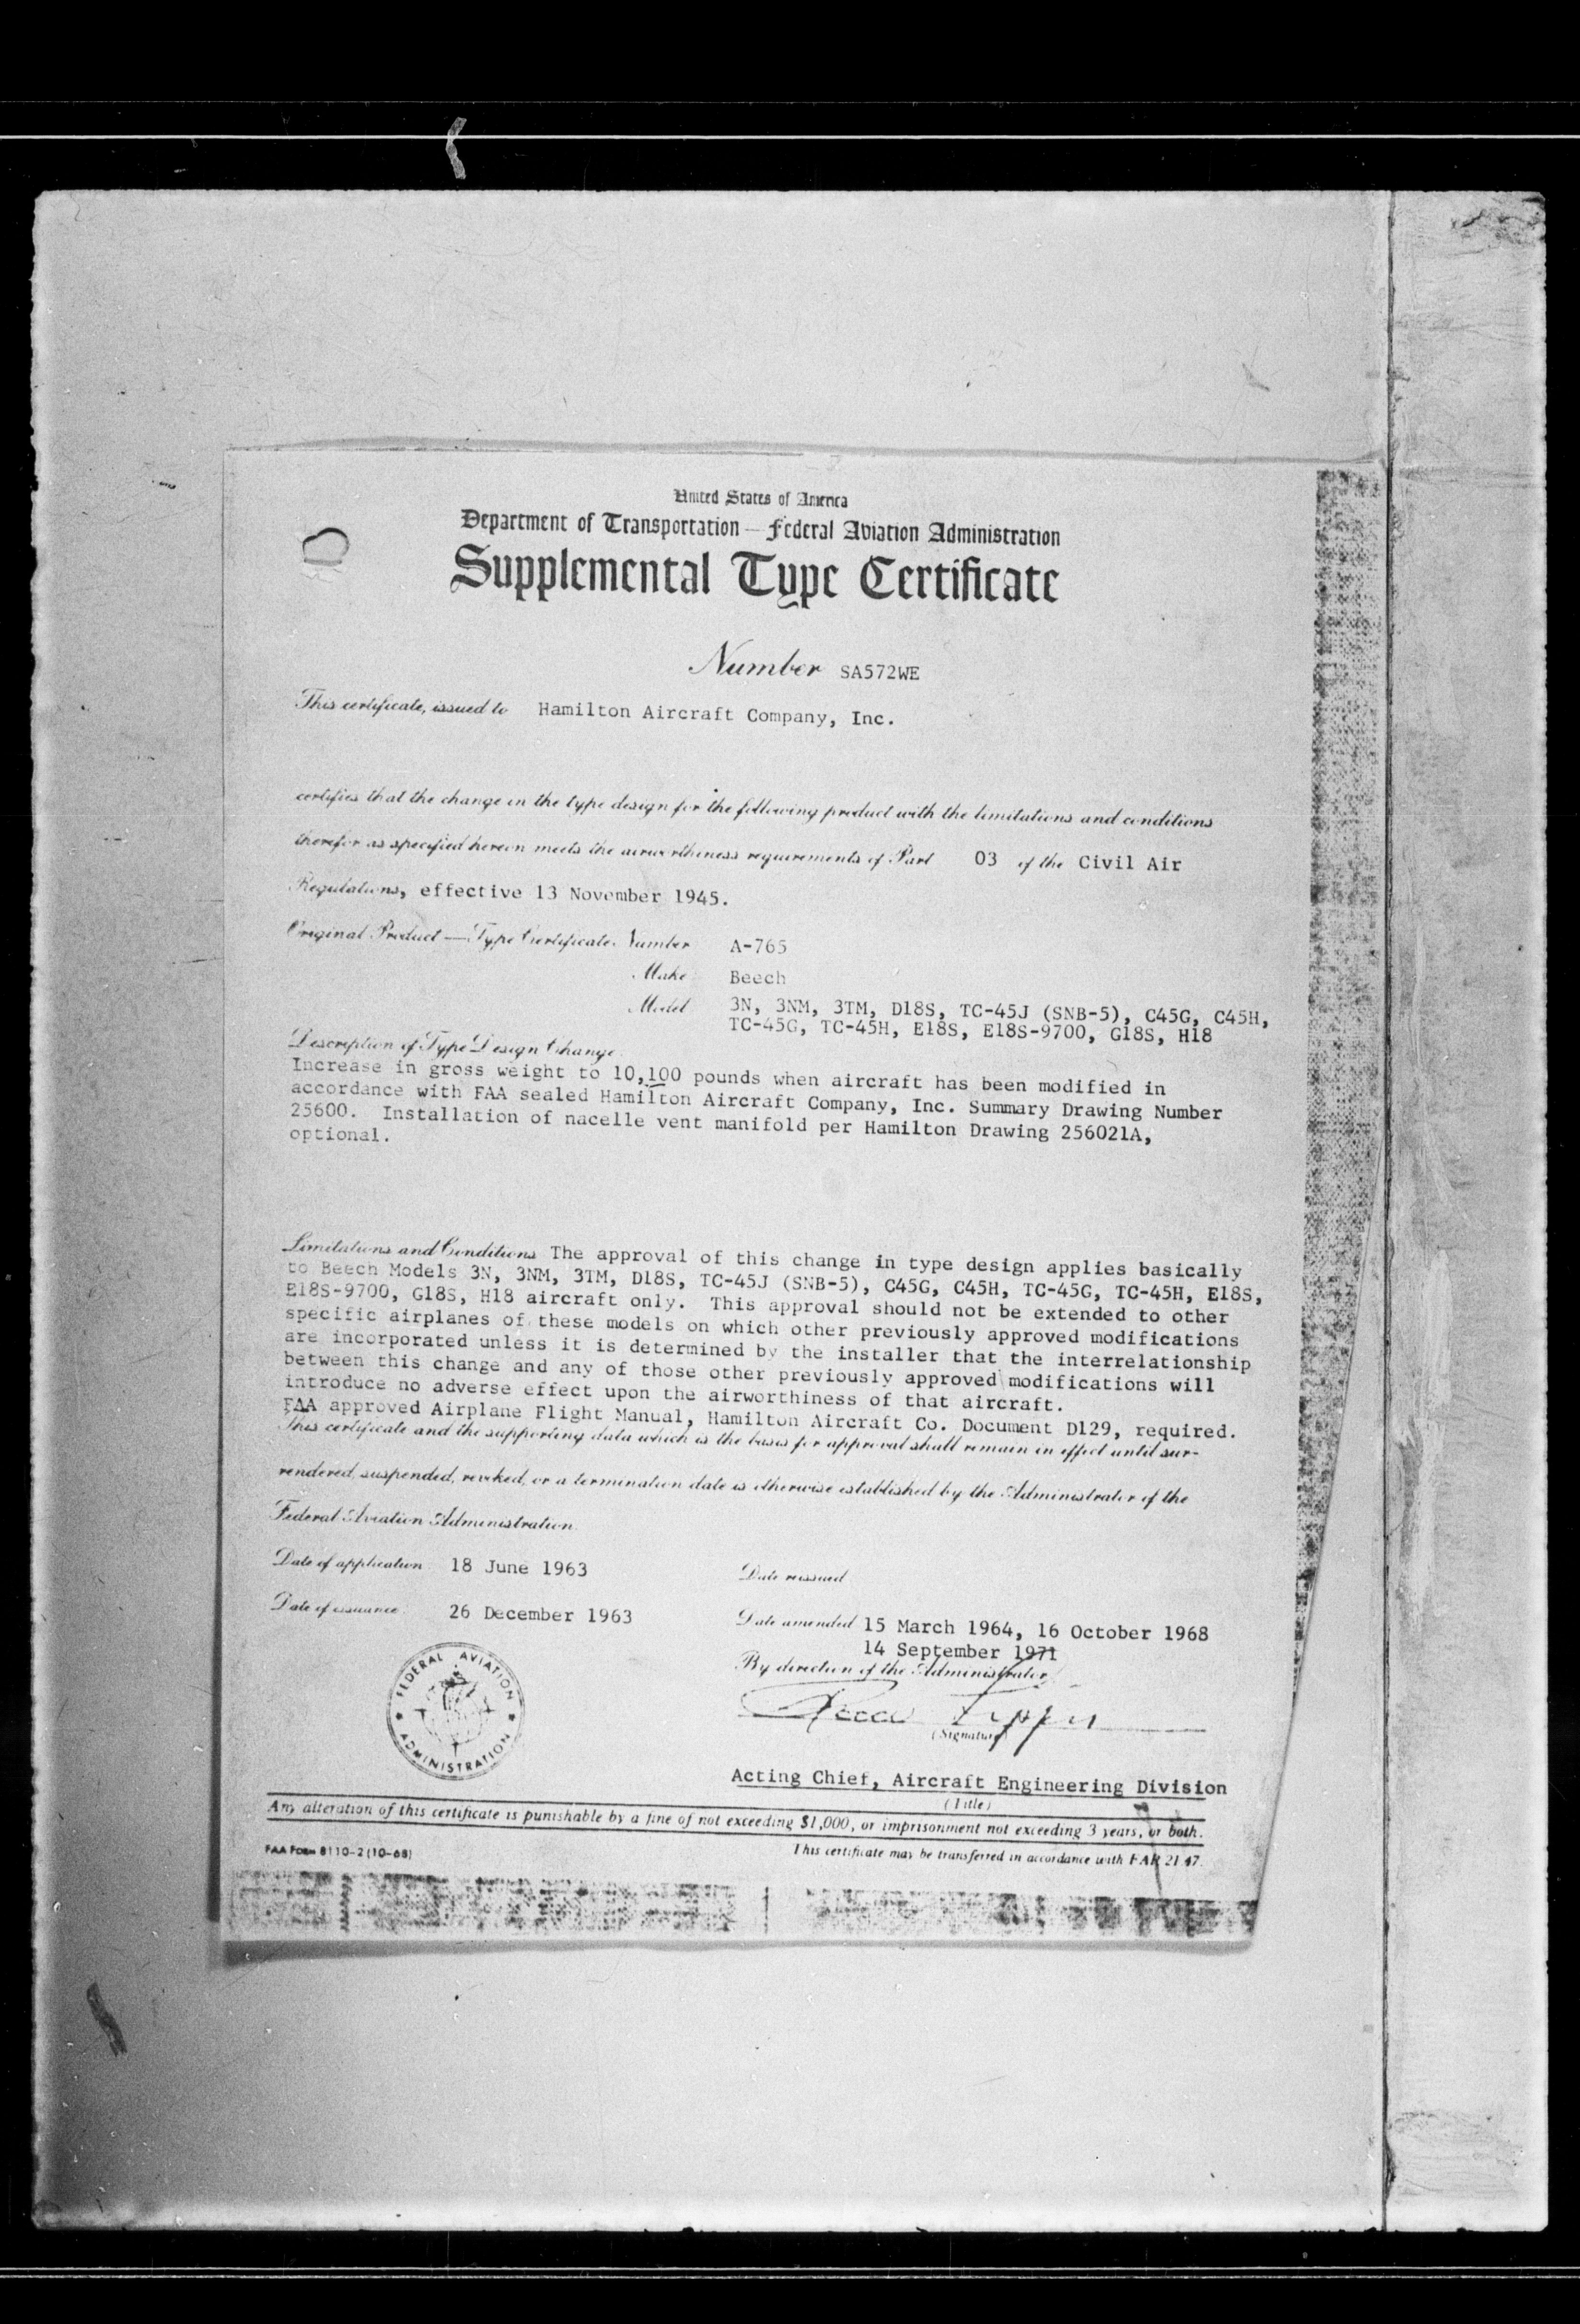 United States of America
Department of Transportation — Federal Aviation Administration
Supplemental Type Certificate
Number SA572WE
This certificate, issued to Hamilton Aircraft Company, Inc.
certifies that the change in the type design for the following product with the limitations and conditions
therefor as specified hereon meets the airworthiness requirements of Part 03 of the Civil Air
Regulations, effective 13 November 1945.
Original Product — Type Certificate Number A-765
Make Beech
Model 3N, 3NM, 3TM, D18S, TC-45J (SNB-5), C45G, C45H,
TC-45G, TC-45H, E18S, E18S-9700, G18S, H18
Description of Type Design Change
Increase in gross weight to 10,100 pounds when aircraft has been modified in
accordance with FAA sealed Hamilton Aircraft Company, Inc. Summary Drawing Number
25600. Installation of nacelle vent manifold per Hamilton Drawing 256021A,
optional.
Limitations and Conditions The approval of this change in type design applies basically
to Beech Models 3N, 3NM, 3TM, D18S, TC-45J (SNB-5), C45G, C45H, TC-45G, TC-45H, E18S,
E18S-9700, G18S, H18 aircraft only. This approval should not be extended to other
specific airplanes of these models on which other previously approved modifications
are incorporated unless it is determined by the installer that the interrelationship
between this change and any of those other previously approved modifications will
introduce no adverse effect upon the airworthiness of that aircraft.
FAA approved Airplane Flight Manual, Hamilton Aircraft Co. Document D129, required.
This certificate and the supporting data which is the basis for approval shall remain in effect until sur-
rendered, suspended, revoked, or a termination date is otherwise established by the Administrator of the
Federal Aviation Administration.
Date of application 18 June 1963
Date reissued
Date of issuance 26 December 1963
Date amended 15 March 1964, 16 October 1968
14 September 1971
By direction of the Administrator
FEDERAL AVIATION ADMINISTRATION
(Signature)
Acting Chief, Aircraft Engineering Division
(Title)
Any alteration of this certificate is punishable by a fine of not exceeding $1,000, or imprisonment not exceeding 3 years, or both.
FAA Form 8110-2 (10-68)
This certificate may be transferred in accordance with FAR 21.47.